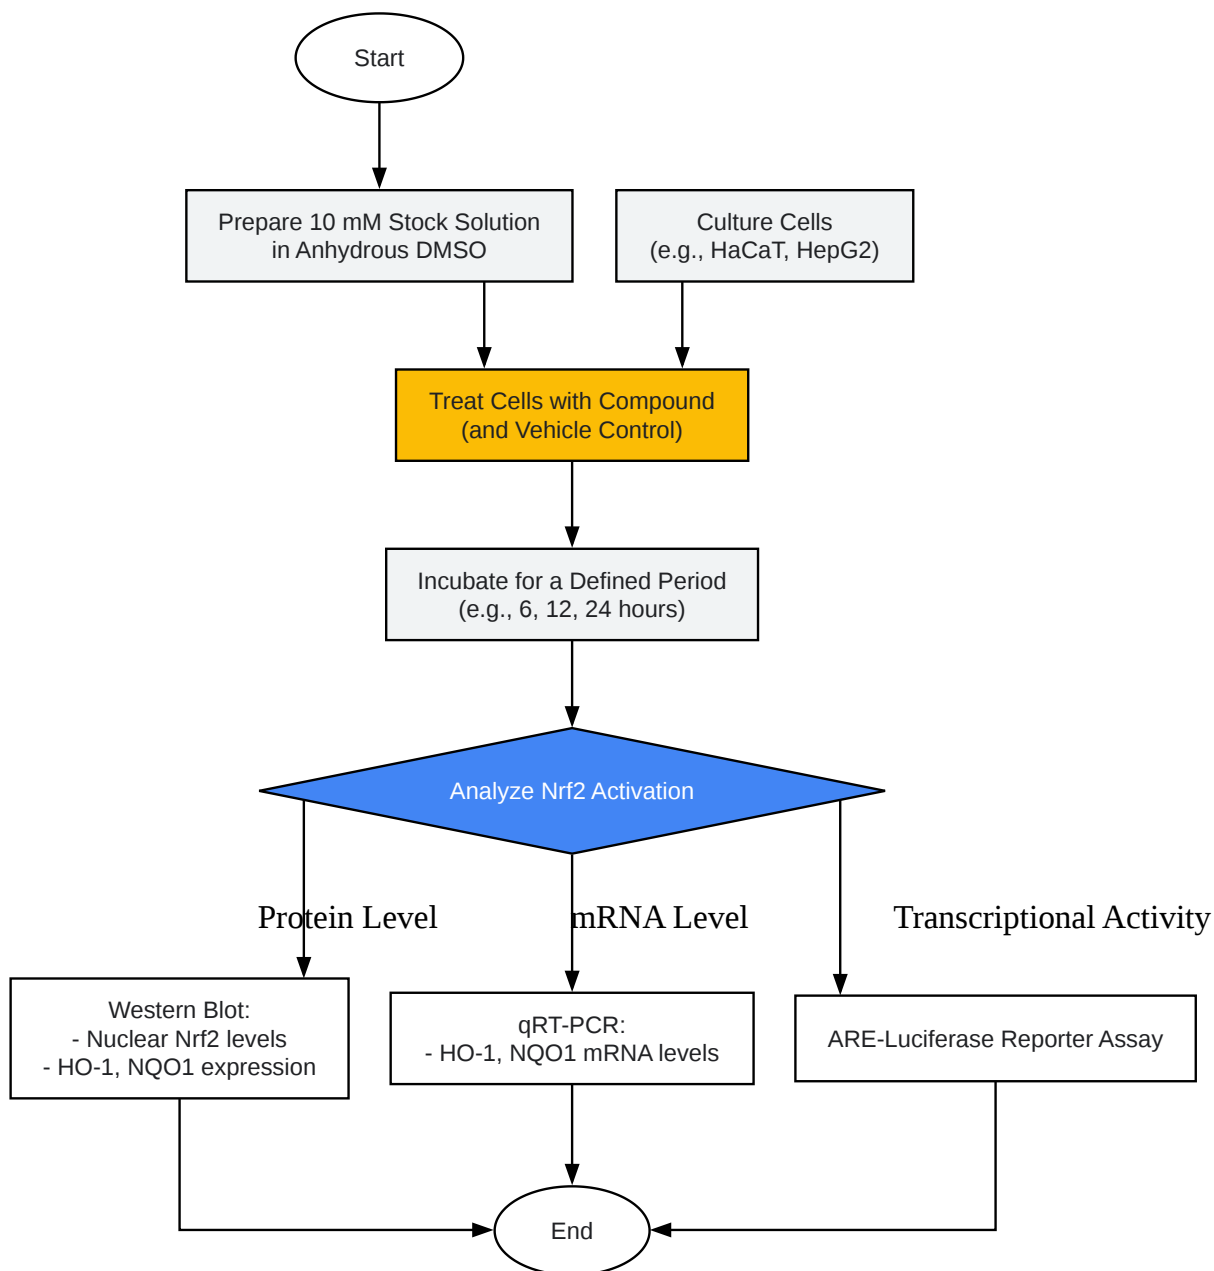 Start
Prepare 10 mM Stock Solution
in Anhydrous DMSO
Culture Cells
(e.g., HaCaT, HepG2)
Treat Cells with Compound
(and Vehicle Control)
Incubate for a Defined Period
(e.g., 6, 12, 24 hours)
Analyze Nrf2 Activation
Protein Level
mRNA Level
Transcriptional Activity
Western Blot:
- Nuclear Nrf2 levels
- HO-1, NQO1 expression
qRT-PCR:
- HO-1, NQO1 mRNA levels
ARE-Luciferase Reporter Assay
End